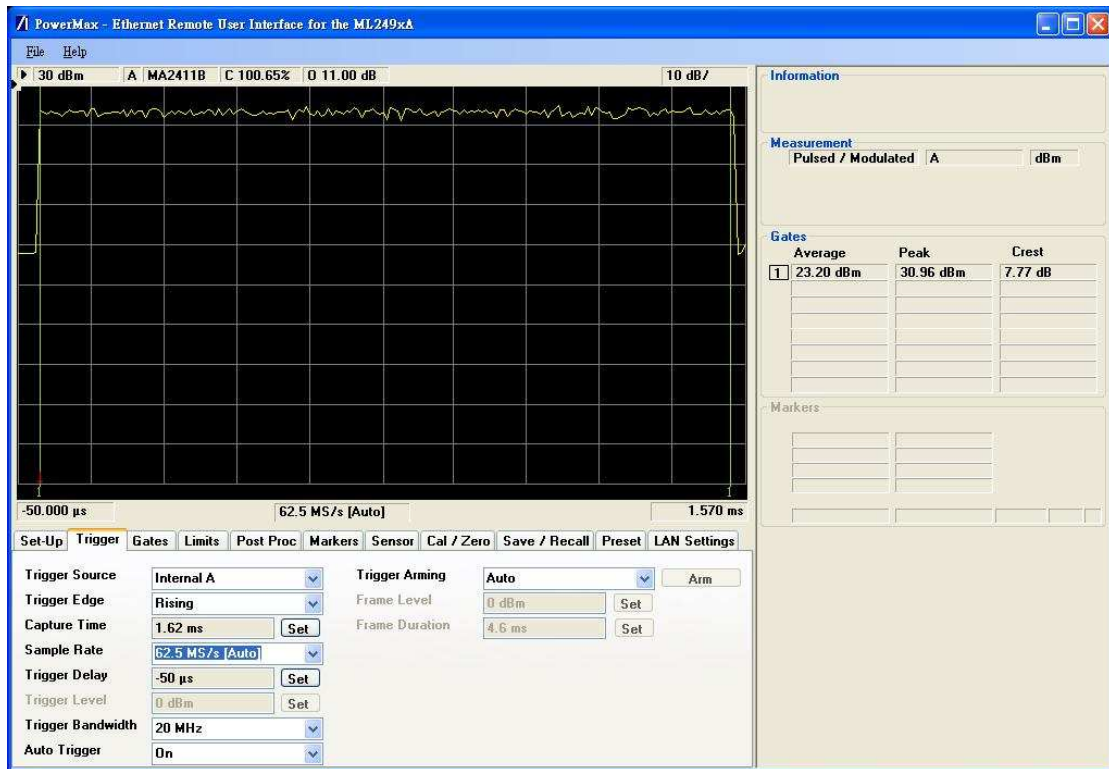 PowerMax - Ethernet Remote User Interface for the ML249xA
File Help
30 dBm A MA2411B C 100.65% O 11.00 dB 10 dB/
1 1
-50.000 µs 62.5 MS/s [Auto] 1.570 ms
Information
Measurement
Pulsed / Modulated A dBm
Gates
Average Peak Crest
1 23.20 dBm 30.96 dBm 7.77 dB
Markers
Set-Up Trigger Gates Limits Post Proc Markers Sensor Cal / Zero Save / Recall Preset LAN Settings
Trigger Source Internal A Trigger Arming Auto Arm
Trigger Edge Rising Frame Level 0 dBm Set
Capture Time 1.62 ms Set Frame Duration 4.6 ms Set
Sample Rate 62.5 MS/s [Auto]
Trigger Delay -50 µs Set
Trigger Level 0 dBm Set
Trigger Bandwidth 20 MHz
Auto Trigger On